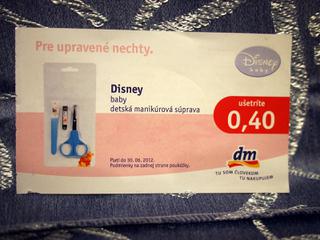 Pre upravené nechty.
Disney
baby
Disney
baby
detská manikúrová súprava
ušetríte
0,40
Platí do 30. 06. 2012.
Podmienky na zadnej strane poukážky.
dm
TU SOM ČLOVEKOM
TU NAKUPUJEM